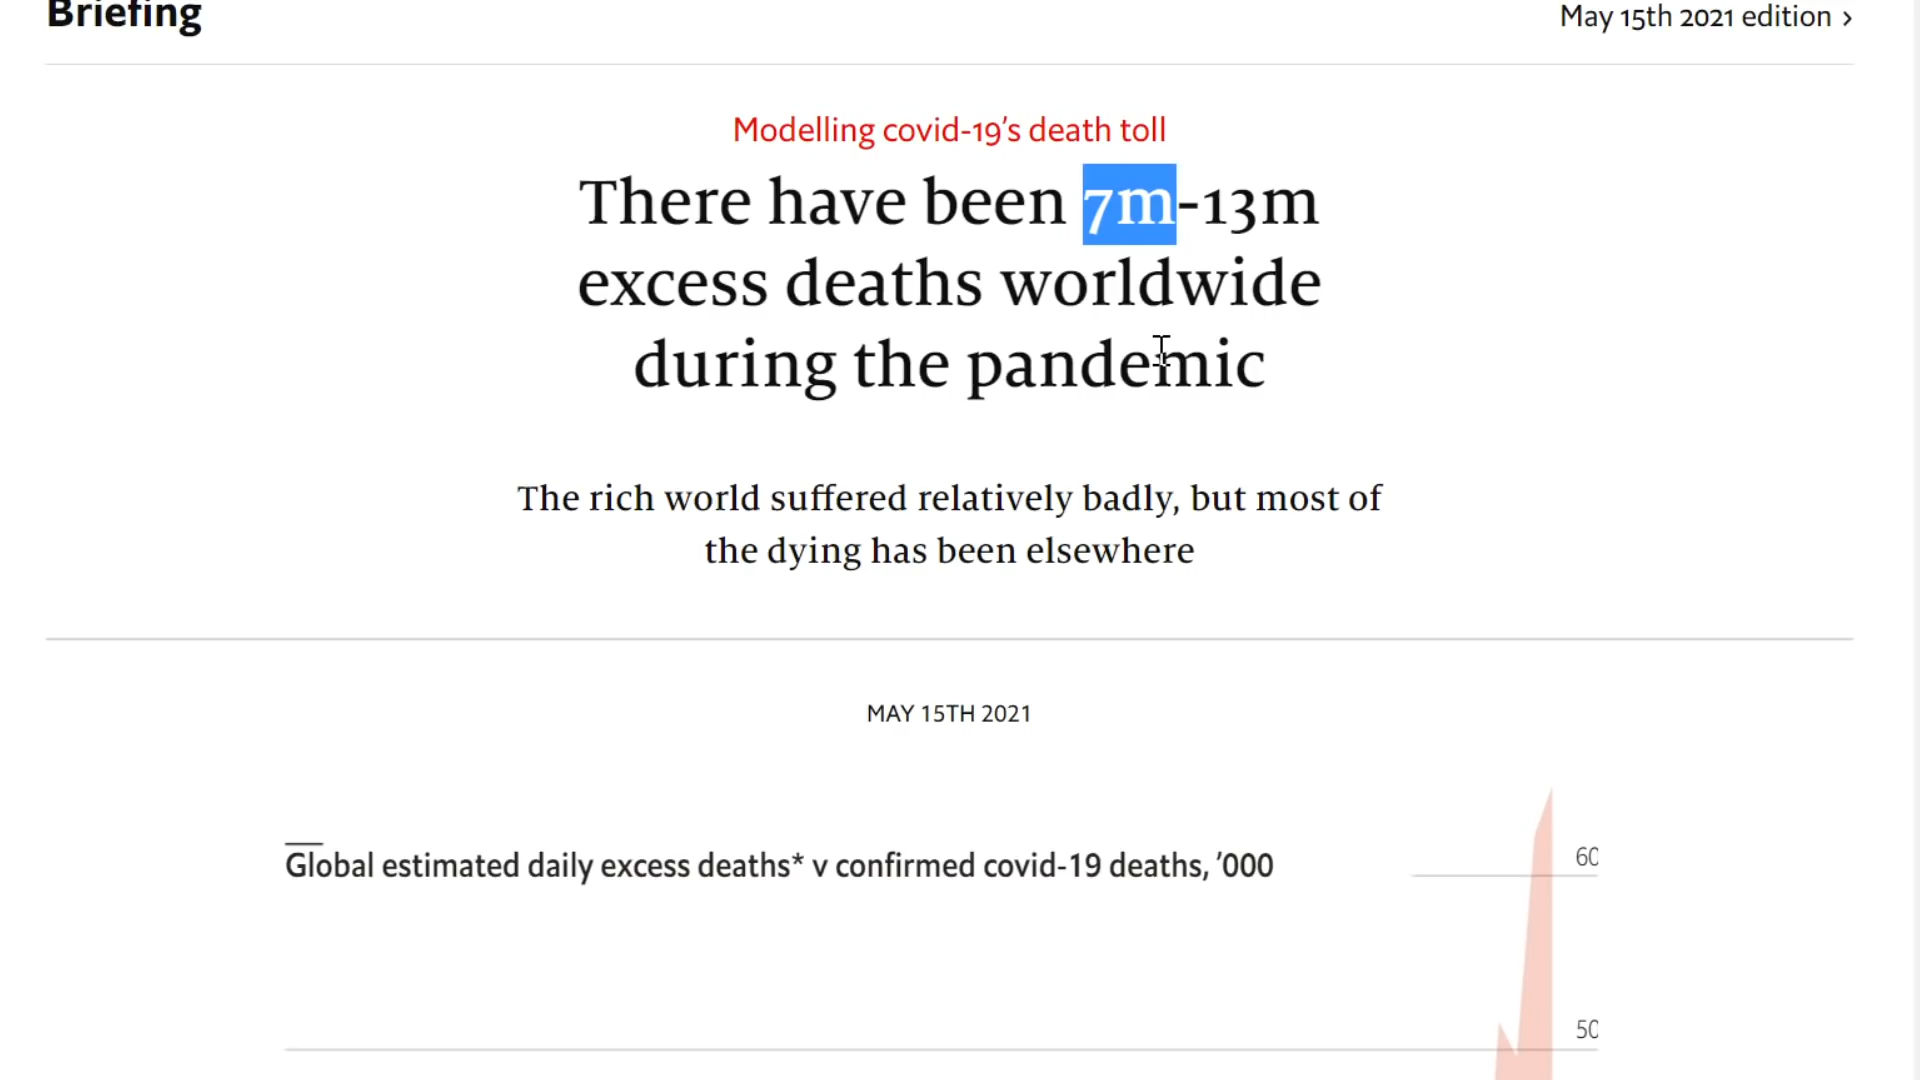 Briefing
May 15th 2021 edition ›
Modelling covid-19’s death toll
There have been 7m-13m
excess deaths worldwide
during the pandemic
The rich world suffered relatively badly, but most of
the dying has been elsewhere
MAY 15TH 2021
Global estimated daily excess deaths* v confirmed covid-19 deaths, ’000
60
50